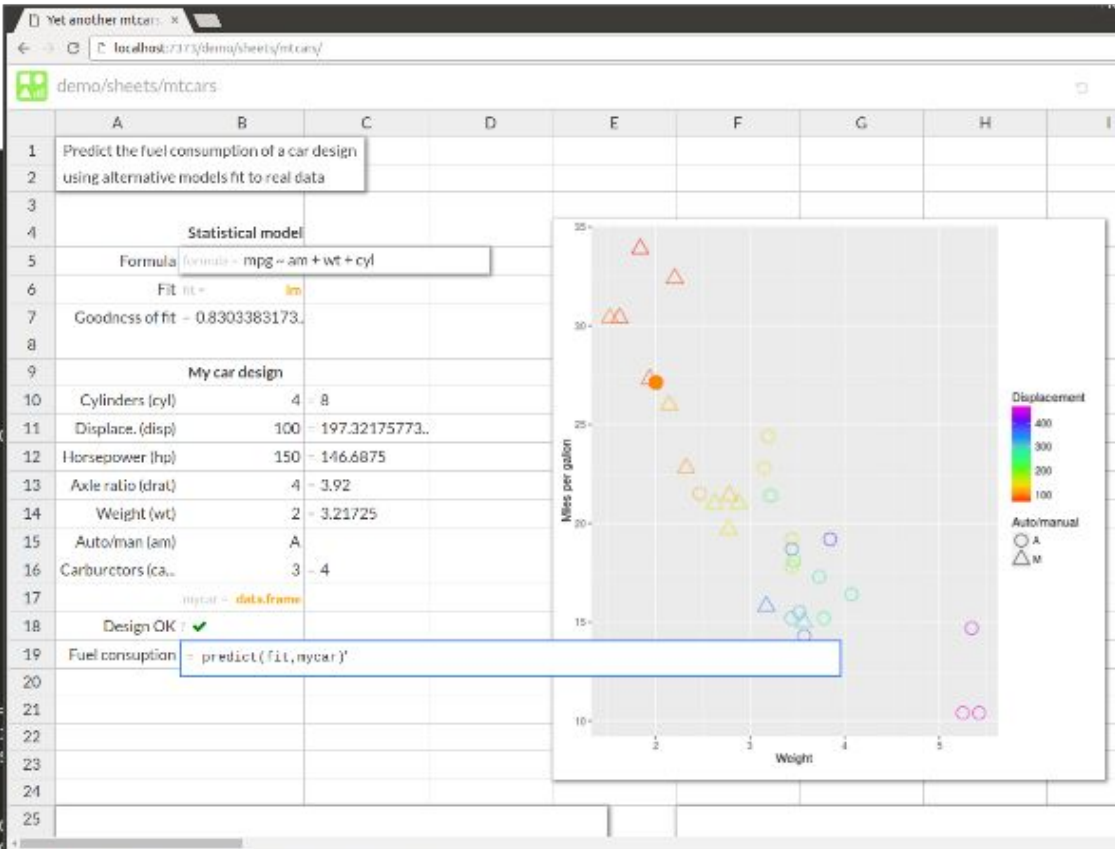 Yet another mtcars
localhost:7373/demo/sheets/mtcars/
demo/sheets/mtcars
A B C D E F G H I
1 Predict the fuel consumption of a car design
2 using alternative models fit to real data
3
4 Statistical model
5 Formula formula = mpg ~ am + wt + cyl
6 Fit fit = lm
7 Goodness of fit = 0.8303383173..
8
9 My car design
10 Cylinders (cyl) 4 = 8
11 Displace. (disp) 100 = 197.32175773..
12 Horsepower (hp) 150 = 146.6875
13 Axle ratio (drat) 4 = 3.92
14 Weight (wt) 2 = 3.21725
15 Auto/man (am) A
16 Carburctors (ca... 3 = 4
17 mycar = data.frame
18 Design OK ? ✔
19 Fuel consuption = predict(fit,mycar)'
20
21
22
23
24
25
35
30
25
20
15
10
Miles per gallon
2 3 4 5
Weight
Displacement
400
300
200
100
Auto/manual
A
M